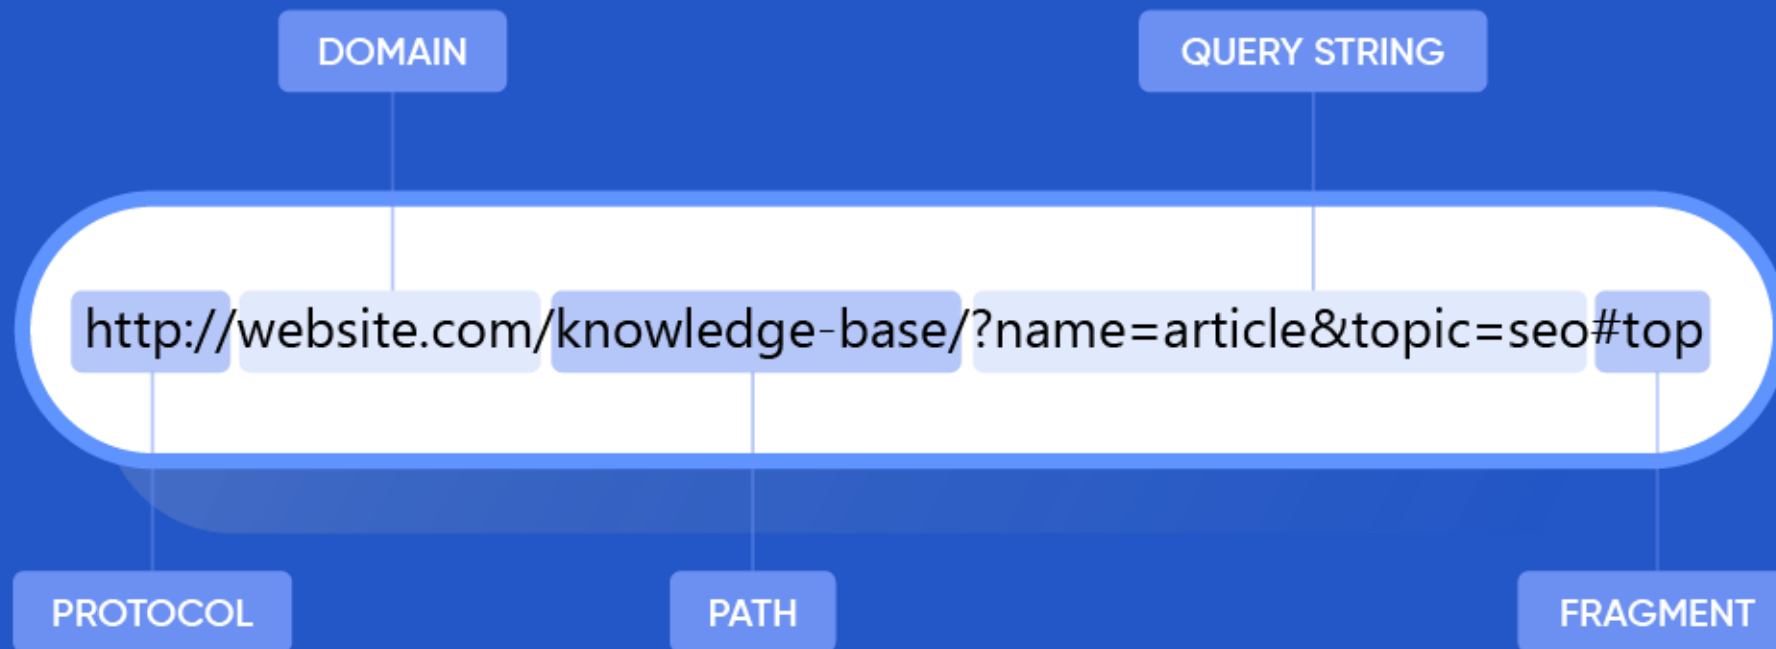 DOMAIN
QUERY STRING
http://website.com/knowledge-base/?name=article&topic=seo#top
PROTOCOL
PATH
FRAGMENT